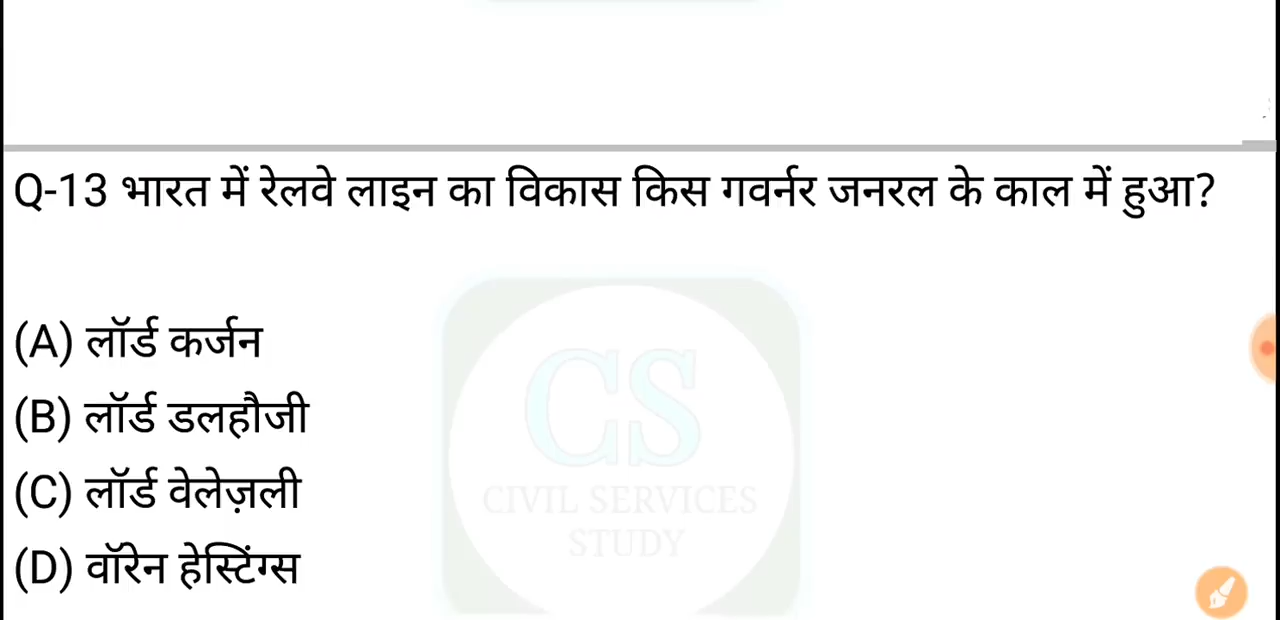 Q-13 भारत में रेलवे लाइन का विकास किस गवर्नर जनरल के काल में हुआ?
(A) लॉर्ड कर्जन
(B) लॉर्ड डलहौजी
(C) लॉर्ड वेलेज़ली
(D) वॉरेन हेस्टिंग्स
CS
CIVIL SERVICES
STUDY